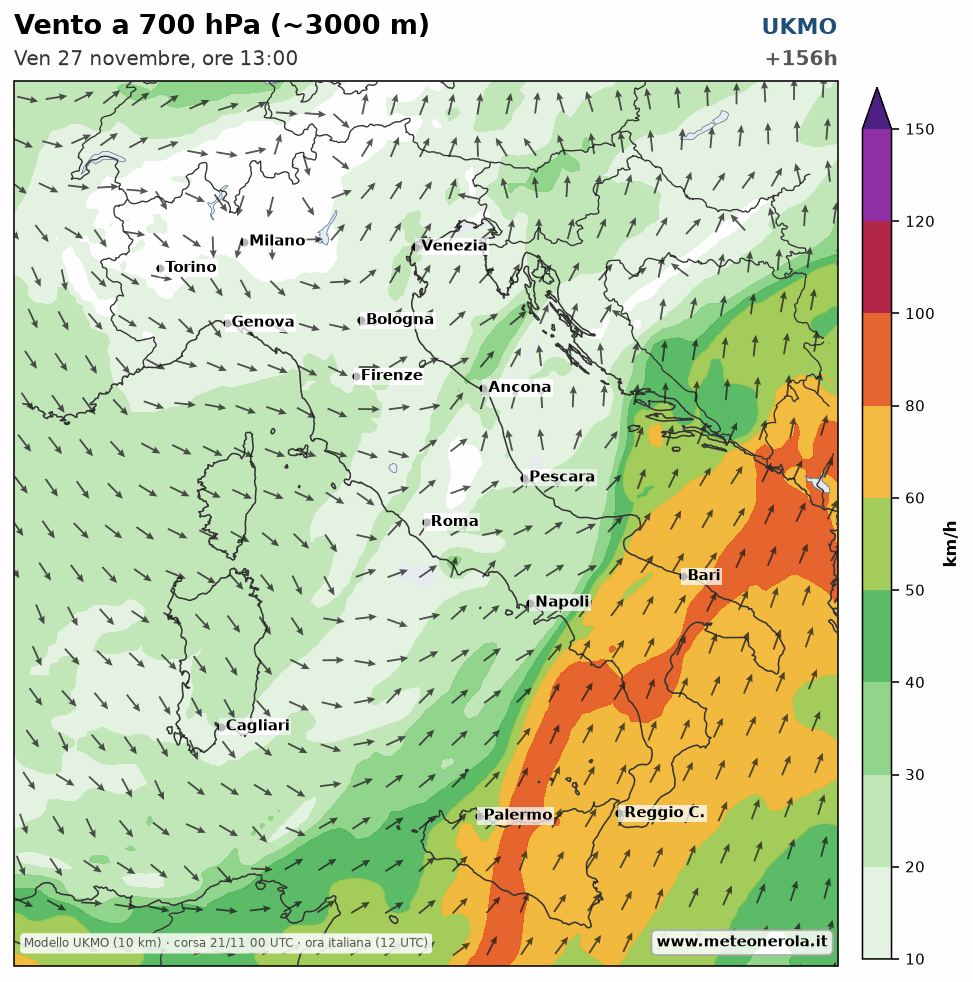 Vento a 700 hPa (~3000 m)
UKMO
Ven 27 novembre, ore 13:00
+156h
150
120
100
80
60
50
40
30
20
10
km/h
Milano
Venezia
Torino
Bologna
Genova
Firenze
Ancona
Pescara
Roma
Bari
Napoli
Cagliari
Palermo
Reggio C.
Modello UKMO (10 km) · corsa 21/11 00 UTC · ora italiana (12 UTC)
www.meteonerola.it